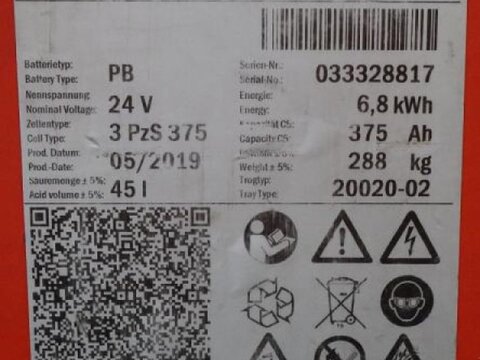 Batterietyp: PB Serien-Nr.:
Battery Type: Serial-No.: 033328817
Nennspannung: Energie:
Nominal Voltage: 24 V Energy: 6,8 kWh
Zellentype: Kapazität C5:
Cell Type: 3 PzS 375 Capacity C5: 375 Ah
Prod. Datum:
Prod. Date: 05/2019 Weight ± 5%: 288 kg
Säuremenge ± 5%: Trogtyp:
Acid volume ± 5%: 45 l Tray Type: 20020-02